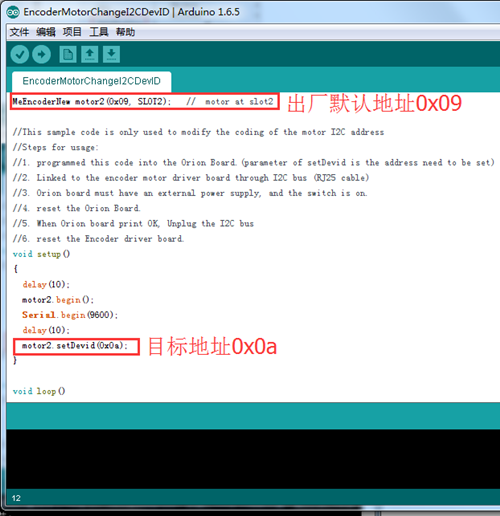 EncoderMotorChangeI2CDevID | Arduino 1.6.5
文件 编辑 项目 工具 帮助
EncoderMotorChangeI2CDevID
MeEncoderNew motor2(0x09, SLOT2);   //  motor at slot2 出厂默认地址0x09
//This sample code is only used to modify the coding of the motor I2C address
//Steps for usage:
//1. programmed this code into the Orion Board.(parameter of setDevid is the address need to be set)
//2. Linked to the encoder motor driver board through I2C bus (RJ25 cable)
//3. Orion board must have an external power supply, and the switch is on.
//4. reset the Orion Board.
//5. When Orion board print OK, Unplug the I2C bus
//6. reset the Encoder driver board.
void setup()
{
delay(10);
motor2.begin();
Serial.begin(9600);
delay(10);
motor2.setDevid(0x0a); 目标地址0x0a
}
void loop()
12